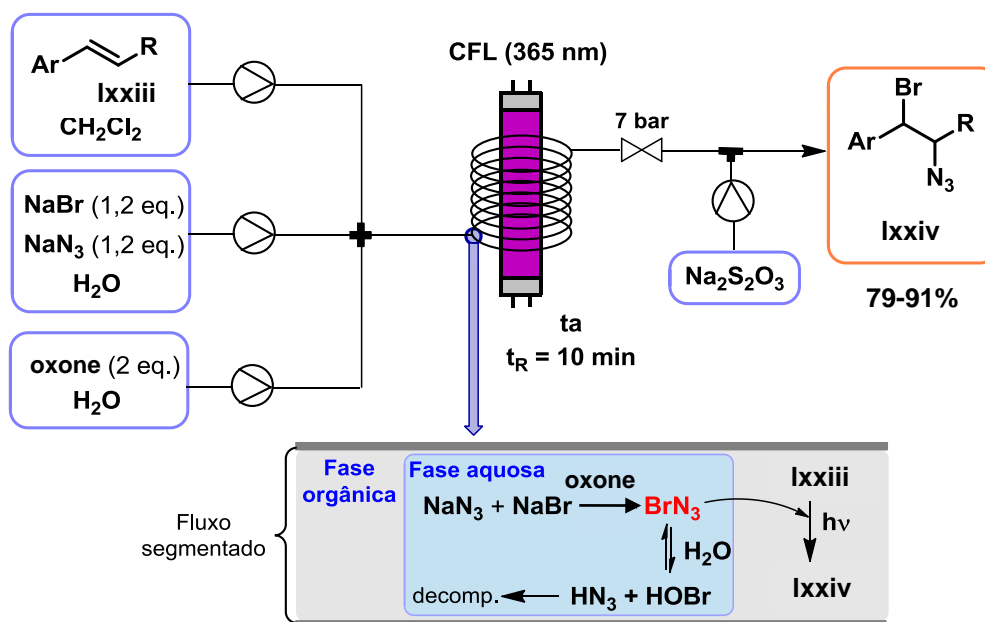 Ar
R
lxxiii
CH2Cl2
NaBr (1,2 eq.)
NaN3 (1,2 eq.)
H2O
oxone (2 eq.)
H2O
CFL (365 nm)
ta
tR = 10 min
7 bar
Na2S2O3
Br
Ar
R
N3
lxxiv
79-91%
Fluxo
segmentado
Fase
orgânica
Fase aquosa
oxone
NaN3 + NaBr
BrN3
H2O
decomp.
HN3 + HOBr
lxxiii
hν
lxxiv